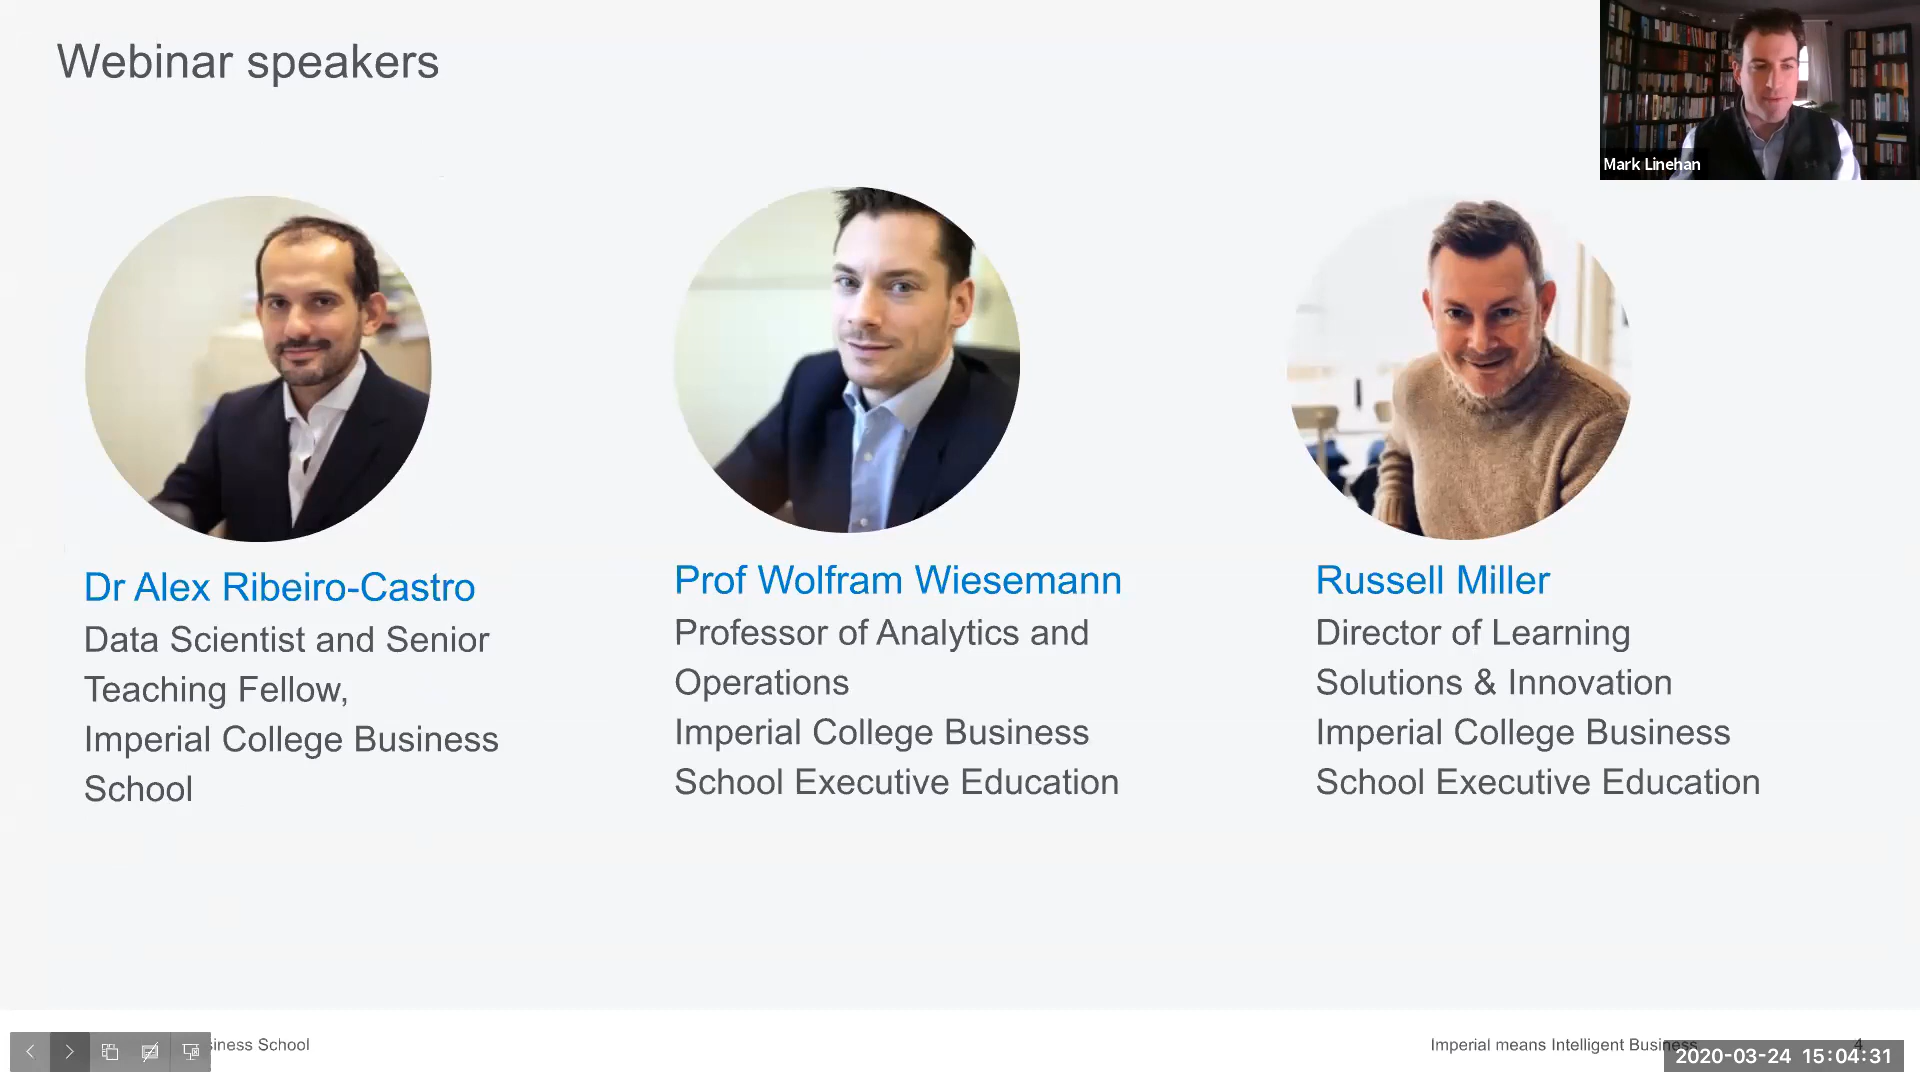 Webinar speakers
Mark Linehan
Dr Alex Ribeiro-Castro
Data Scientist and Senior
Teaching Fellow,
Imperial College Business
School
Prof Wolfram Wiesemann
Professor of Analytics and
Operations
Imperial College Business
School Executive Education
Russell Miller
Director of Learning
Solutions & Innovation
Imperial College Business
School Executive Education
siness School
Imperial means Intelligent Business
4
2020-03-24 15:04:31